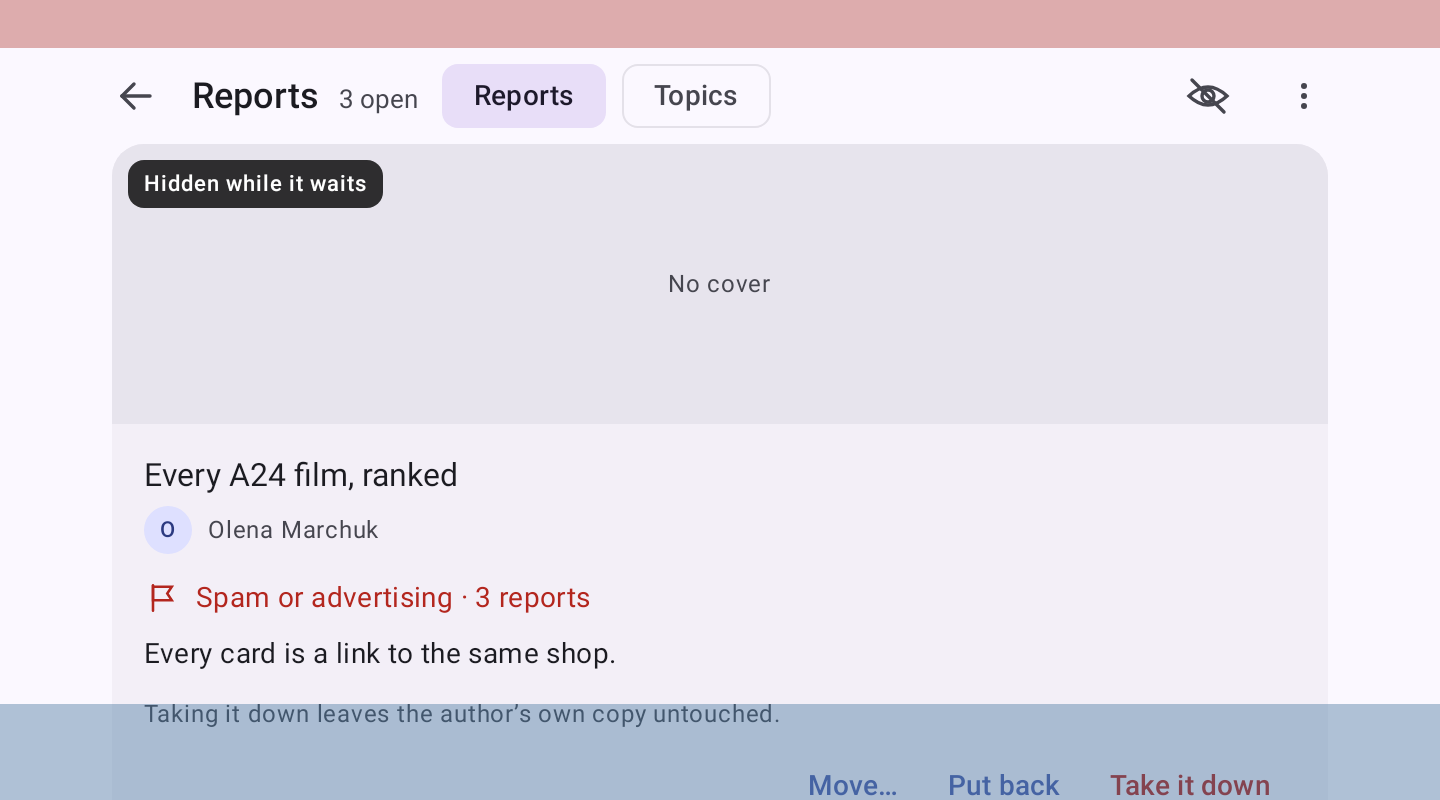 Reports 3 open Reports Topics
Hidden while it waits
No cover
Every A24 film, ranked
O Olena Marchuk
Spam or advertising · 3 reports
Every card is a link to the same shop.
Taking it down leaves the author’s own copy untouched.
Move… Put back Take it down